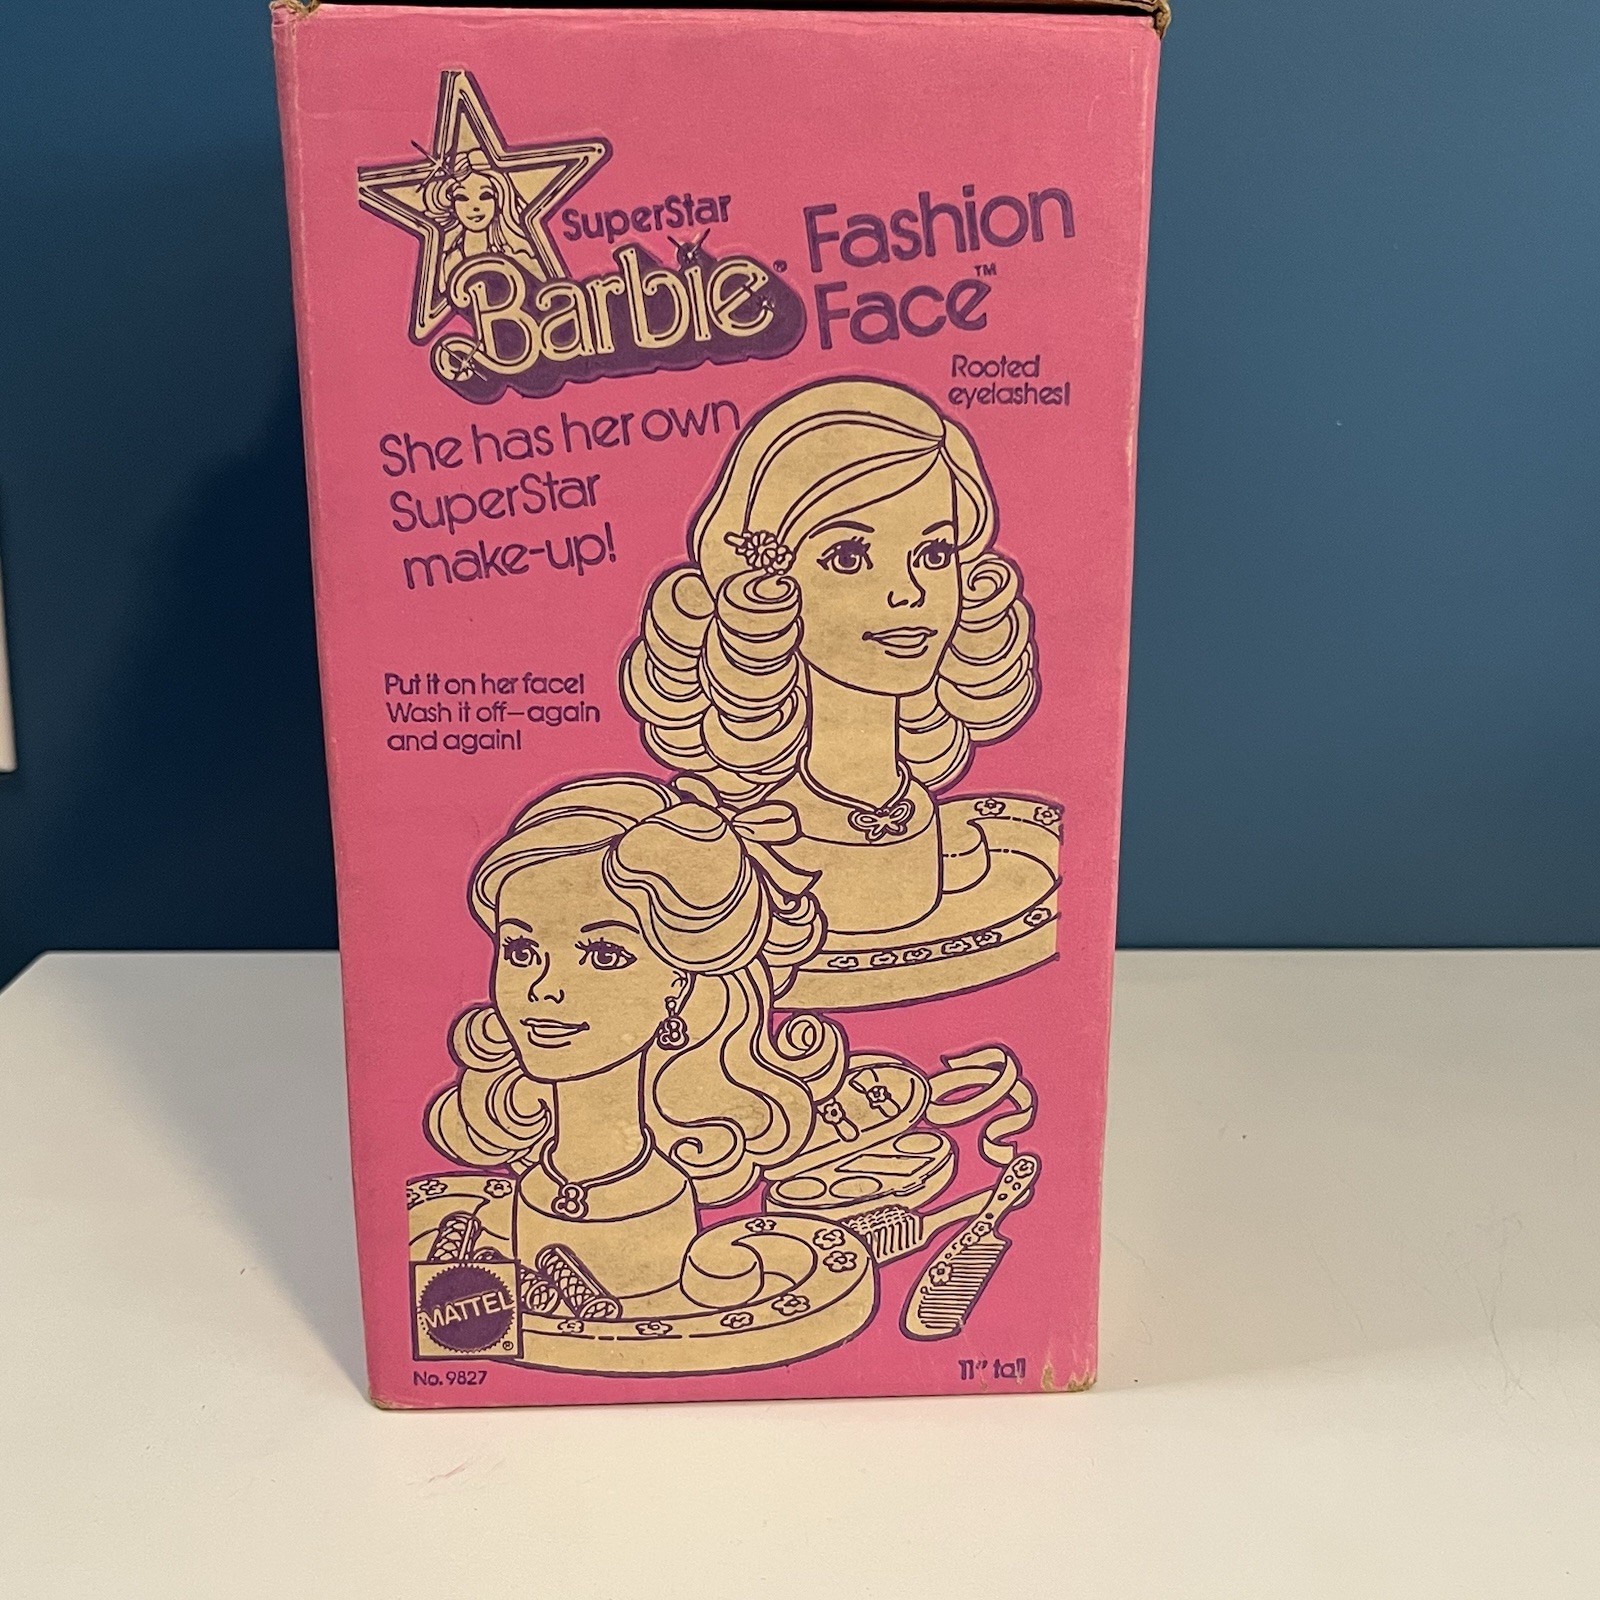 SuperStar
Barbie®
Fashion
Face™
Rooted
eyelashes!
She has her own
SuperStar
make-up!
Put it on her face!
Wash it off—again
and again!
B
B
MATTEL
®
No. 9827
11" tall